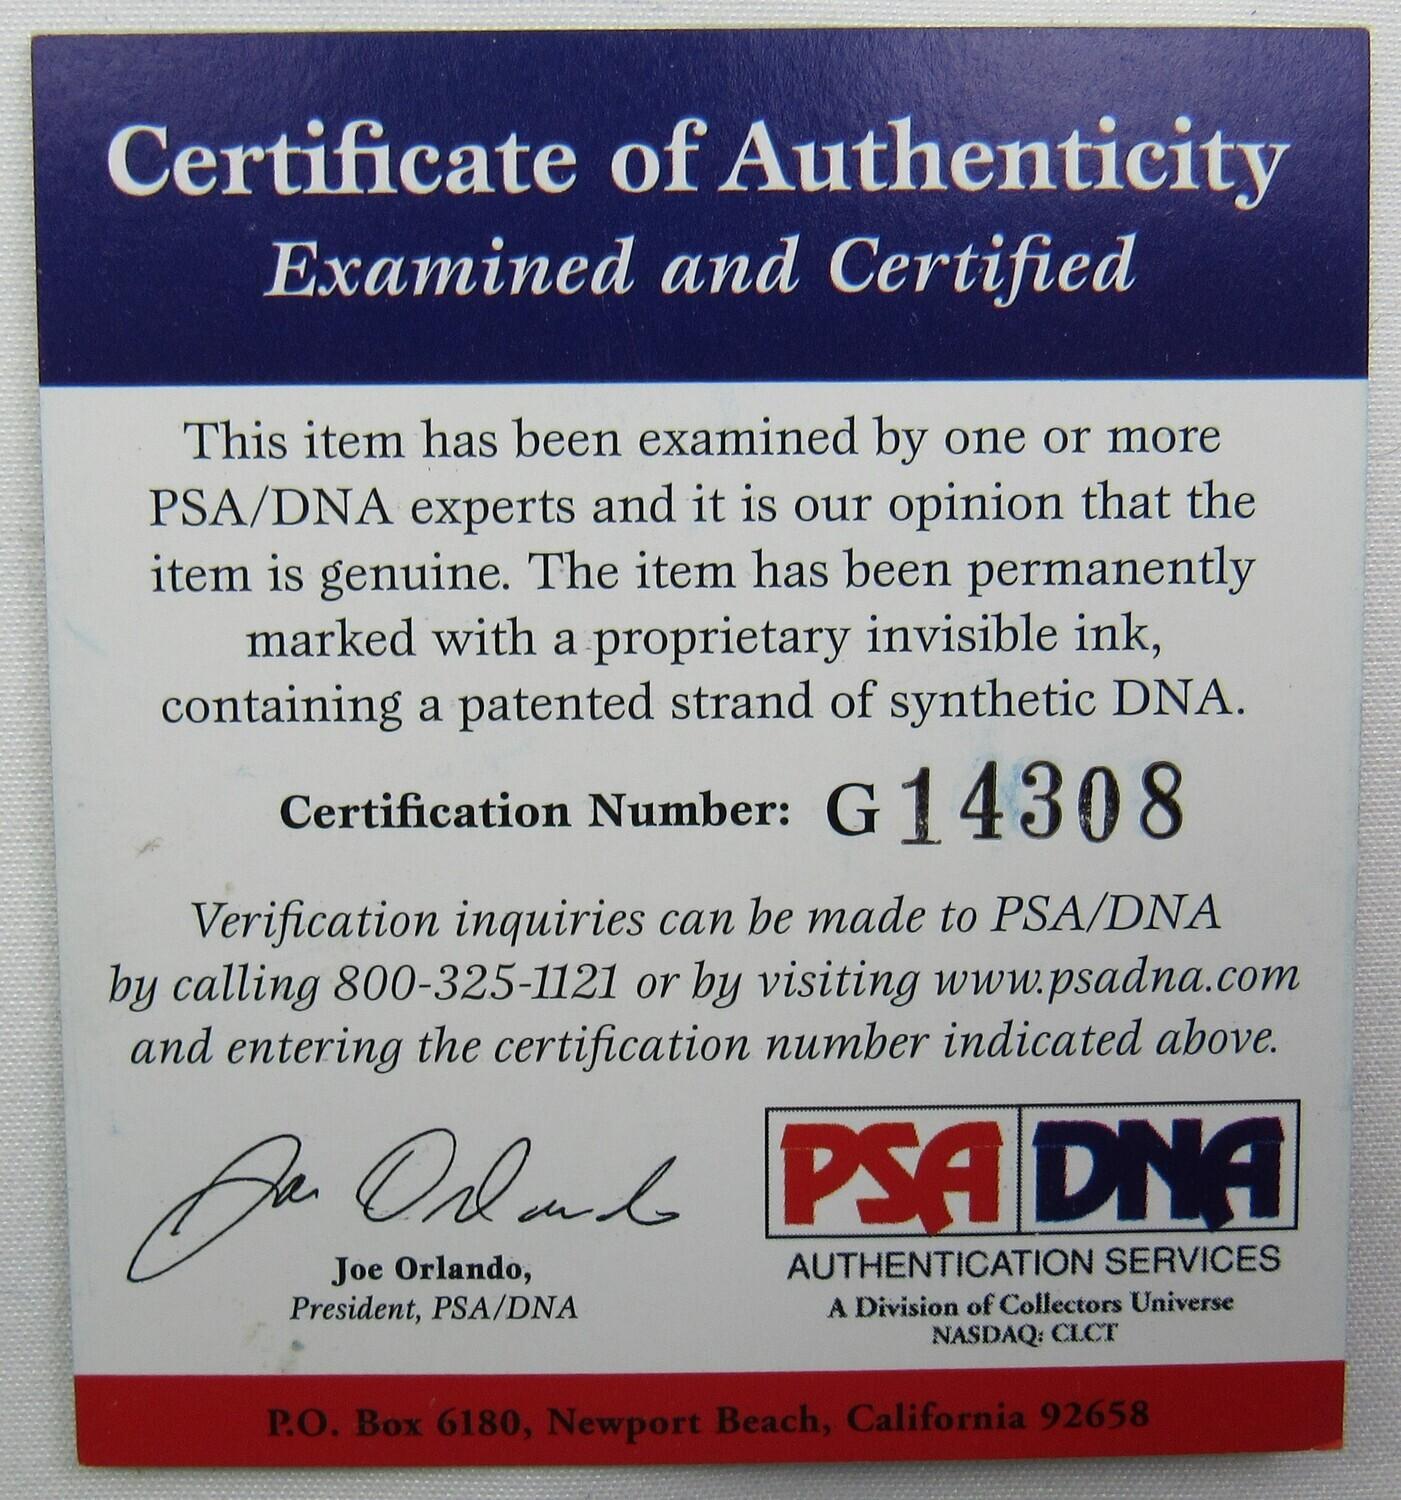 Certificate of Authenticity
Examined and Certified
This item has been examined by one or more
PSA/DNA experts and it is our opinion that the
item is genuine. The item has been permanently
marked with a proprietary invisible ink,
containing a patented strand of synthetic DNA.
Certification Number: G14308
Verification inquiries can be made to PSA/DNA
by calling 800-325-1121 or by visiting www.psadna.com
and entering the certification number indicated above.
Joe Orlando
Joe Orlando,
President, PSA/DNA
PSA DNA
AUTHENTICATION SERVICES
A Division of Collectors Universe
NASDAQ: CLCT
P.O. Box 6180, Newport Beach, California 92658